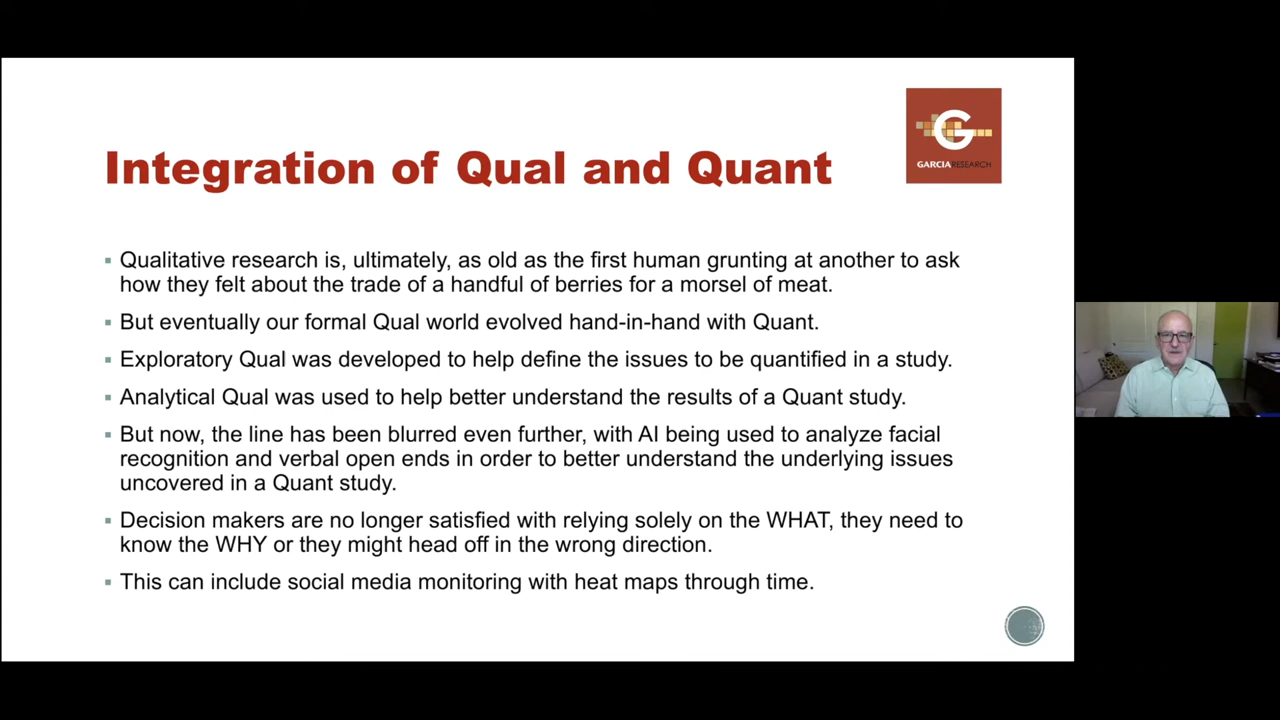 Integration of Qual and Quant
G
GARCIARESEARCH
▪ Qualitative research is, ultimately, as old as the first human grunting at another to ask
how they felt about the trade of a handful of berries for a morsel of meat.
▪ But eventually our formal Qual world evolved hand-in-hand with Quant.
▪ Exploratory Qual was developed to help define the issues to be quantified in a study.
▪ Analytical Qual was used to help better understand the results of a Quant study.
▪ But now, the line has been blurred even further, with AI being used to analyze facial
recognition and verbal open ends in order to better understand the underlying issues
uncovered in a Quant study.
▪ Decision makers are no longer satisfied with relying solely on the WHAT, they need to
know the WHY or they might head off in the wrong direction.
▪ This can include social media monitoring with heat maps through time.